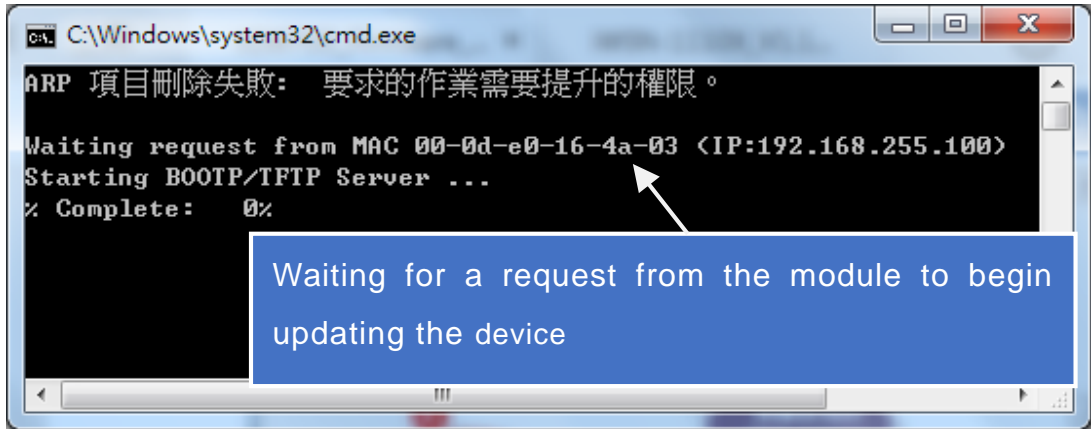 C:\Windows\system32\cmd.exe
ARP 項目刪除失敗: 要求的作業需要提升的權限。
Waiting request from MAC 00-0d-e0-16-4a-03 (IP:192.168.255.100)
Starting BOOTP/TFTP Server ...
% Complete: 0%
Waiting for a request from the module to begin
updating the device